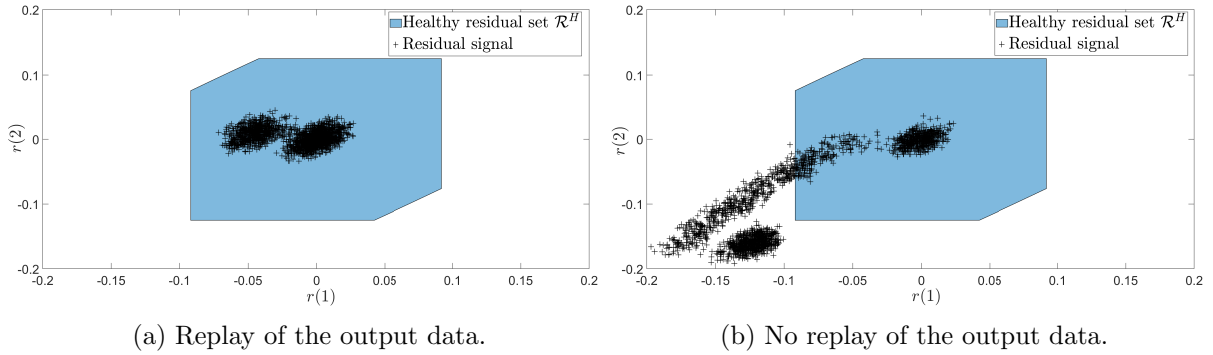 Healthy residual set 𝓡ᴴ
Residual signal
0.2
0.1
0
-0.1
-0.2
r(2)
-0.2
-0.15
-0.1
-0.05
0
0.05
0.1
0.15
0.2
r(1)
(a) Replay of the output data.
Healthy residual set 𝓡ᴴ
Residual signal
0.2
0.1
0
-0.1
-0.2
r(2)
-0.2
-0.15
-0.1
-0.05
0
0.05
0.1
0.15
0.2
r(1)
(b) No replay of the output data.